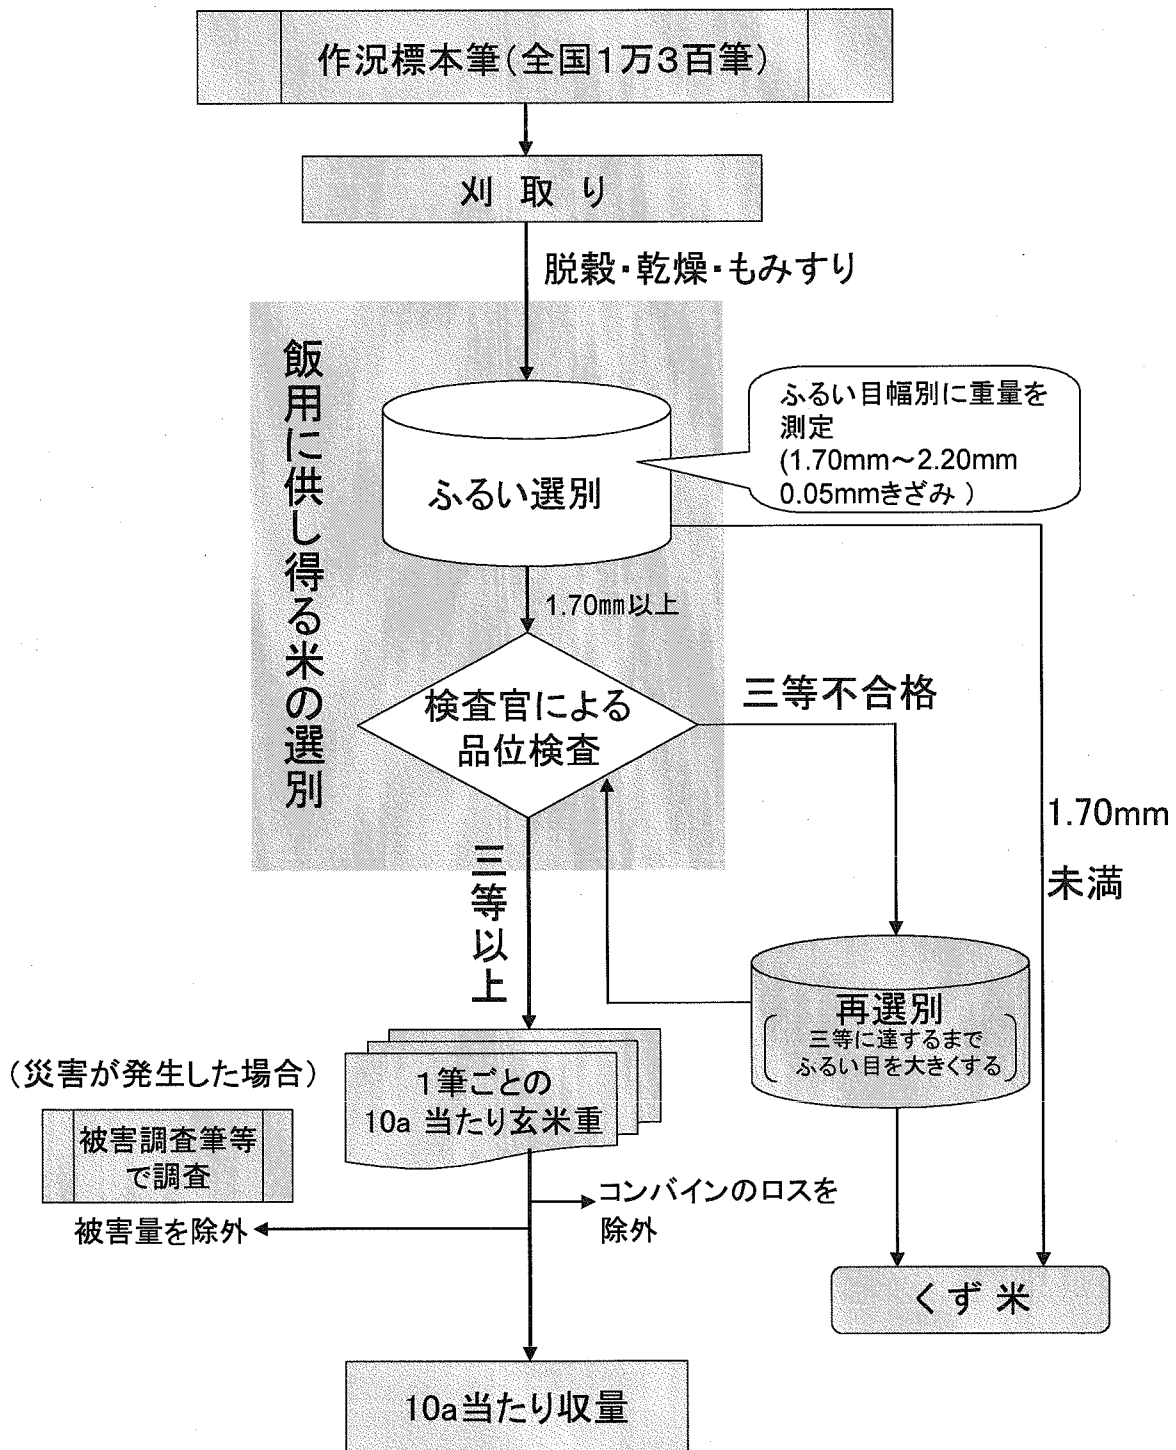 作況標本筆（全国１万３百筆）
刈 取 り
脱穀・乾燥・もみすり
飯用に供し得る米の選別
ふるい目幅別に重量を
測定
(1.70mm～2.20mm
0.05mmきざみ )
ふるい選別
1.70㎜以上
検査官による
品位検査
三等不合格
1.70mm
未満
三等以上
再選別
三等に達するまで
ふるい目を大きくする
（災害が発生した場合）
１筆ごとの
10a 当たり玄米重
被害調査筆等
で調査
コンバインのロスを
除外
被害量を除外
くず 米
10a当たり収量